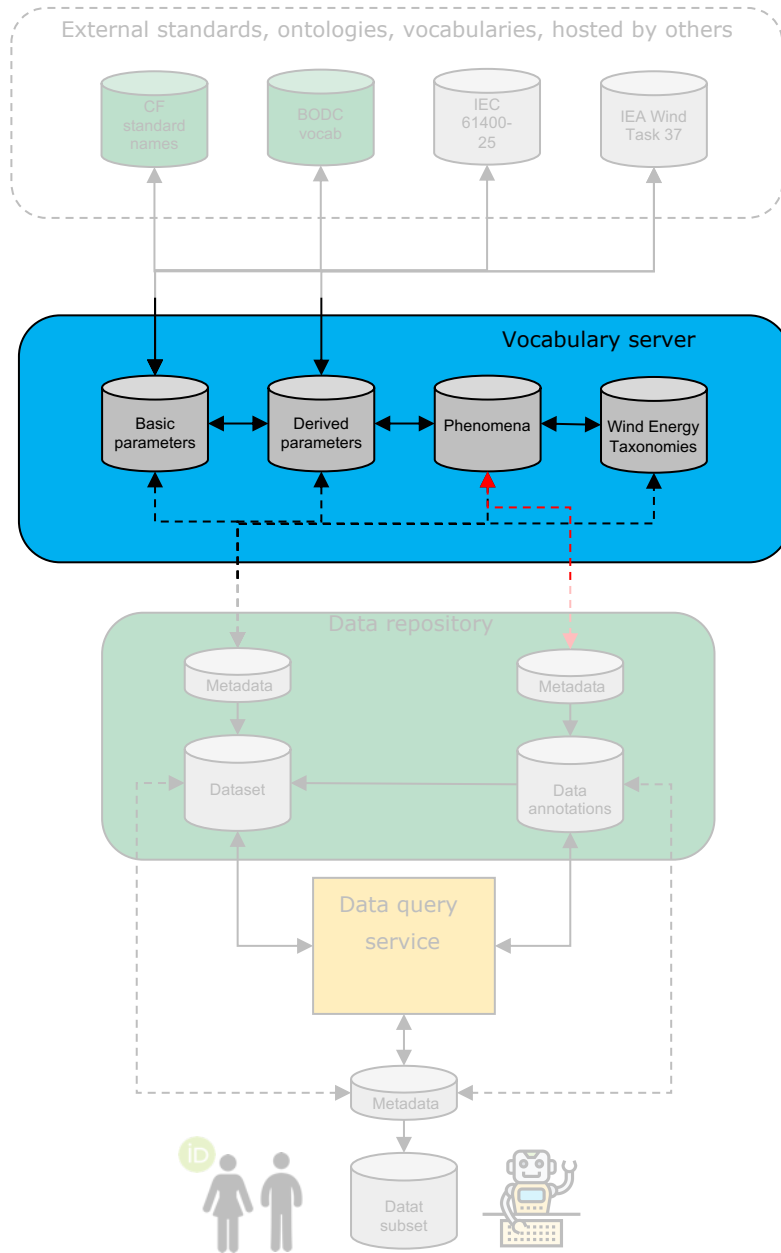 External standards, ontologies, vocabularies, hosted by others
CF
standard
names
BODC
vocab
IEC
61400-
25
IEA Wind
Task 37
Vocabulary server
Basic
parameters
Derived
parameters
Phenomena
Wind Energy
Taxonomies
Data repository
Metadata
Metadata
Dataset
Data
annotations
Data query
service
Metadata
iD
Datat
subset